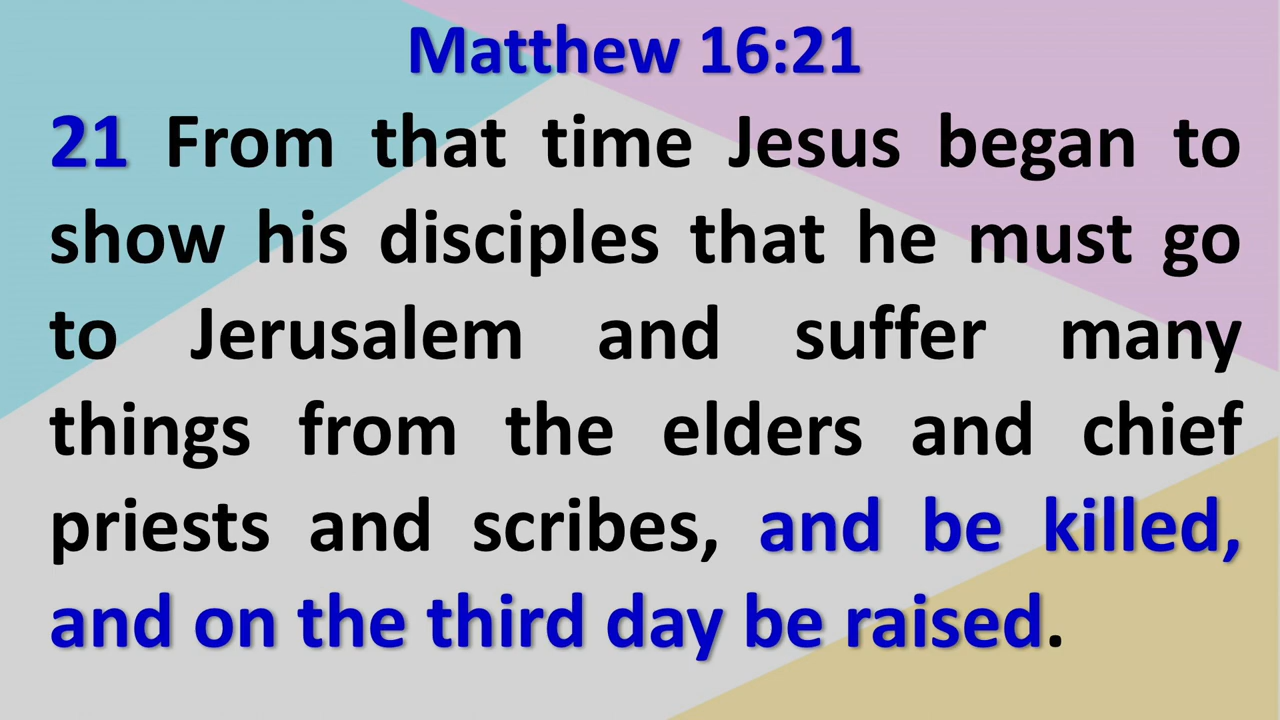 Matthew 16:21
21 From that time Jesus began to
show his disciples that he must go
to Jerusalem and suffer many
things from the elders and chief
priests and scribes, and be killed,
and on the third day be raised.